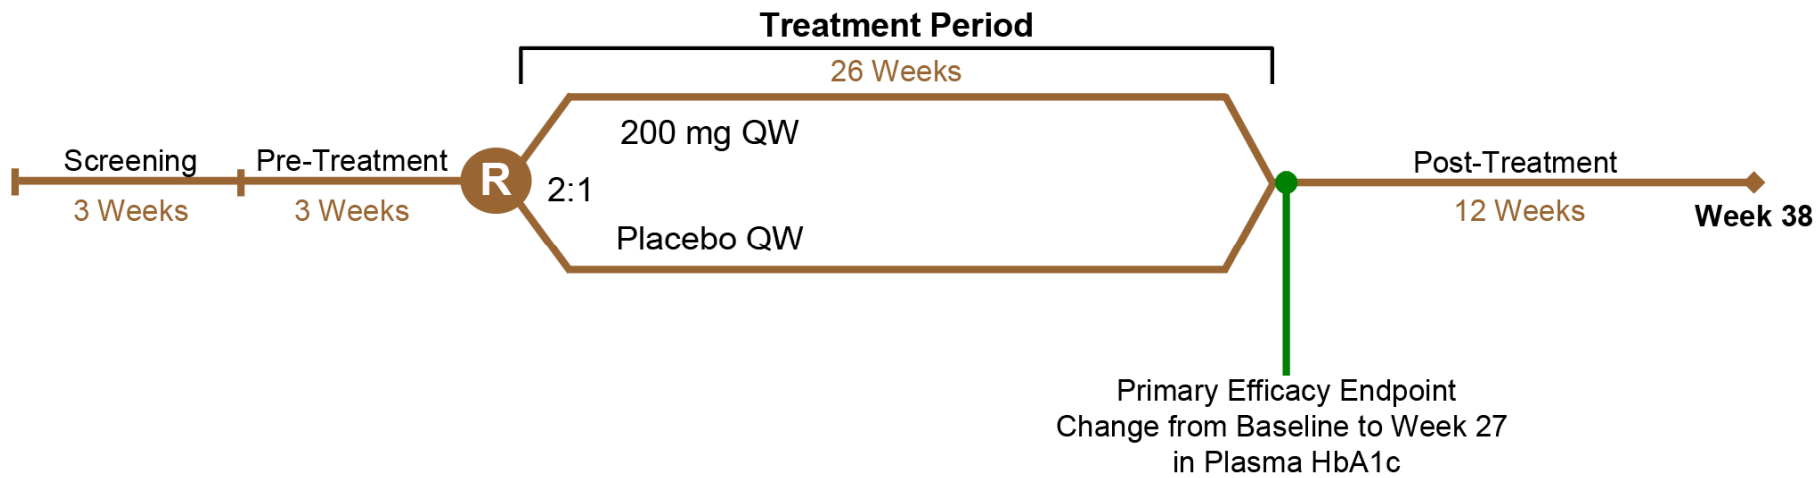 Treatment Period
26 Weeks
200 mg QW
Screening
Pre-Treatment
R
2:1
3 Weeks
3 Weeks
Placebo QW
Post-Treatment
12 Weeks
Week 38
Primary Efficacy Endpoint
Change from Baseline to Week 27
in Plasma HbA1c